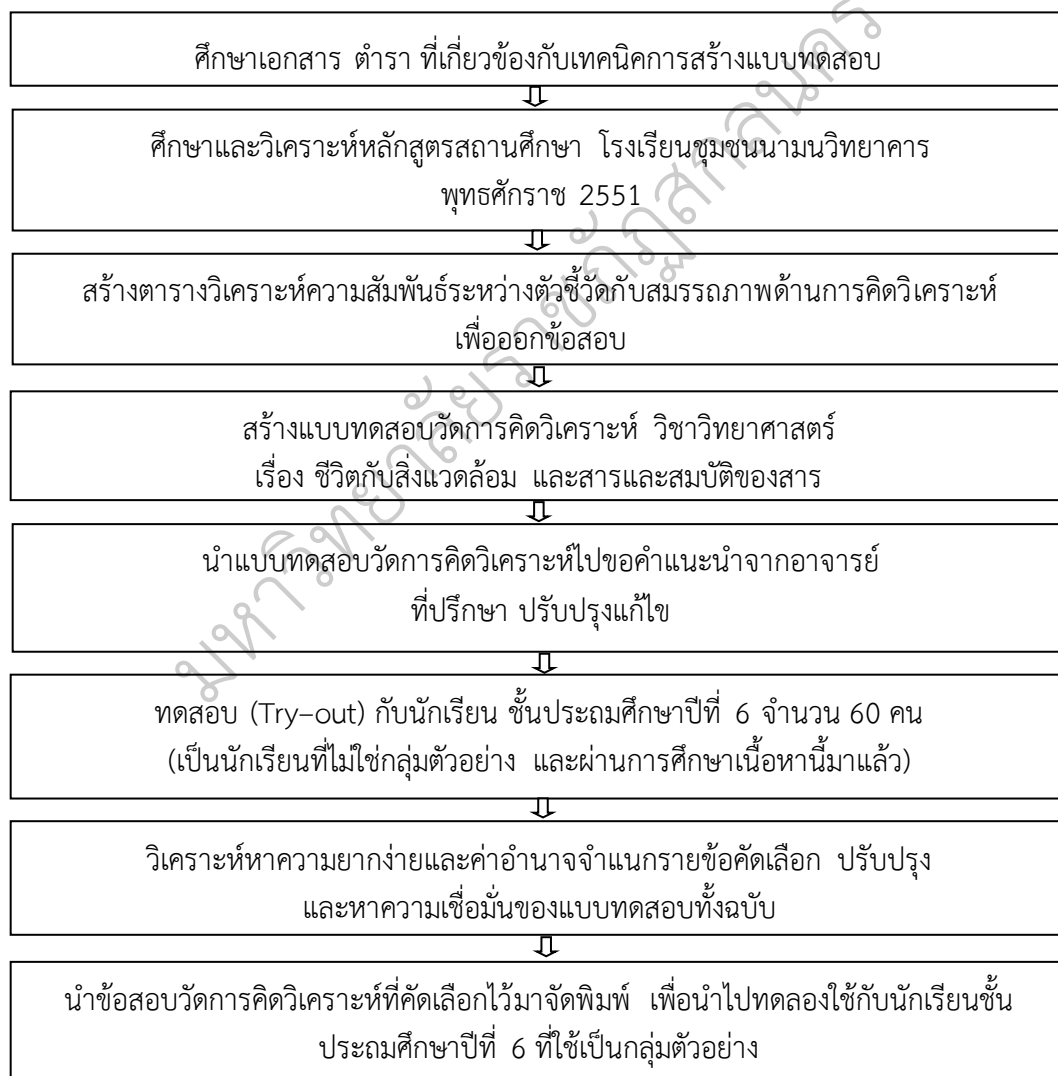 ศึกษาเอกสาร ตำรา ที่เกี่ยวข้องกับเทคนิคการสร้างแบบทดสอบ
ศึกษาและวิเคราะห์หลักสูตรสถานศึกษา โรงเรียนชุมชนนามนวิทยาคาร
พุทธศักราช 2551
สร้างตารางวิเคราะห์ความสัมพันธ์ระหว่างตัวชี้วัดกับสมรรถภาพด้านการคิดวิเคราะห์
เพื่อออกข้อสอบ
สร้างแบบทดสอบวัดการคิดวิเคราะห์ วิชาวิทยาศาสตร์
เรื่อง ชีวิตกับสิ่งแวดล้อม และสารและสมบัติของสาร
นำแบบทดสอบวัดการคิดวิเคราะห์ไปขอคำแนะนำจากอาจารย์
ที่ปรึกษา ปรับปรุงแก้ไข
ทดสอบ (Try-out) กับนักเรียน ชั้นประถมศึกษาปีที่ 6 จำนวน 60 คน
(เป็นนักเรียนที่ไม่ใช่กลุ่มตัวอย่าง และผ่านการศึกษาเนื้อหานี้มาแล้ว)
วิเคราะห์หาความยากง่ายและค่าอำนาจจำแนกรายข้อคัดเลือก ปรับปรุง
และหาความเชื่อมั่นของแบบทดสอบทั้งฉบับ
นำข้อสอบวัดการคิดวิเคราะห์ที่คัดเลือกไว้มาจัดพิมพ์ เพื่อนำไปทดลองใช้กับนักเรียนชั้น
ประถมศึกษาปีที่ 6 ที่ใช้เป็นกลุ่มตัวอย่าง
มหาวิทยาลัยราชภัฏสกลนคร